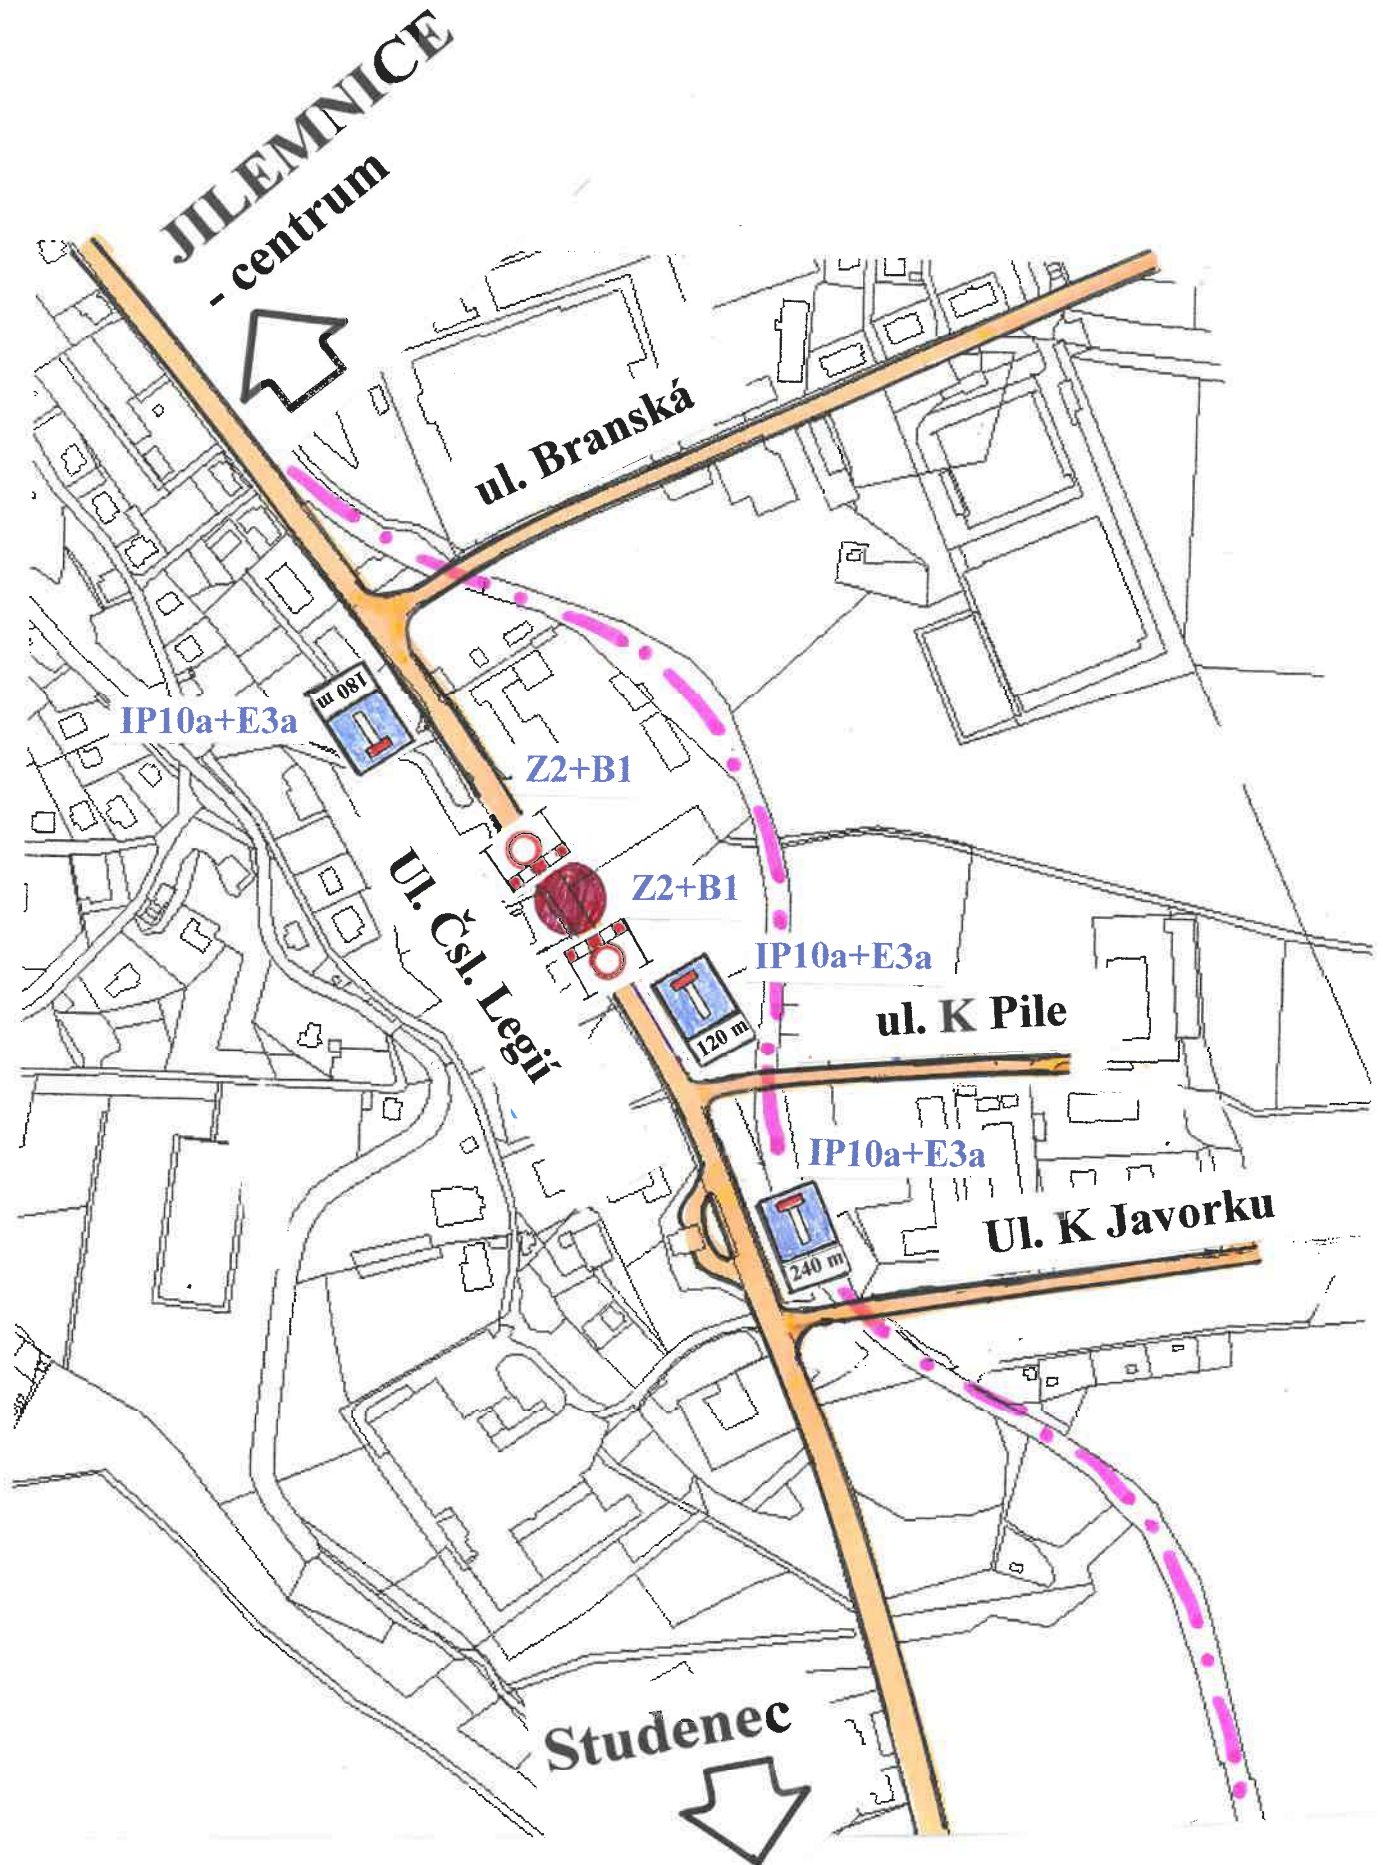 JILEMNICE
- centrum
ul. Branská
180 m
IP10a+E3a
Z2+B1
Ul. Čsl. Legií
Z2+B1
IP10a+E3a
120 m
ul. K Pile
IP10a+E3a
240 m
Ul. K Javorku
Studenec